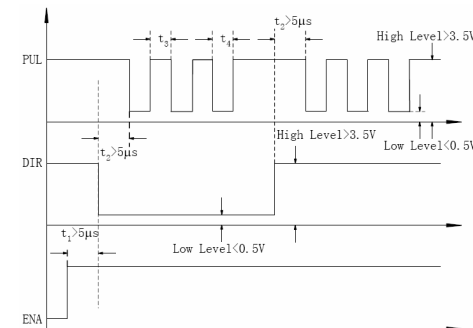 t₂>5μs
High Level>3.5V
t₃
t₄
PUL
Low Level<0.5V
t₂>5μs
High Level>3.5V
DIR
t₁>5μs
Low Level<0.5V
ENA